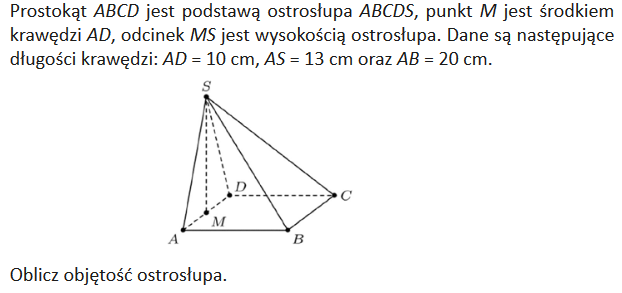 Prostokąt ABCD jest podstawą ostrosłupa ABCDS, punkt M jest środkiem
krawędzi AD, odcinek MS jest wysokością ostrosłupa. Dane są następujące
długości krawędzi: AD = 10 cm, AS = 13 cm oraz AB = 20 cm.
S
D
C
M
A
B
Oblicz objętość ostrosłupa.